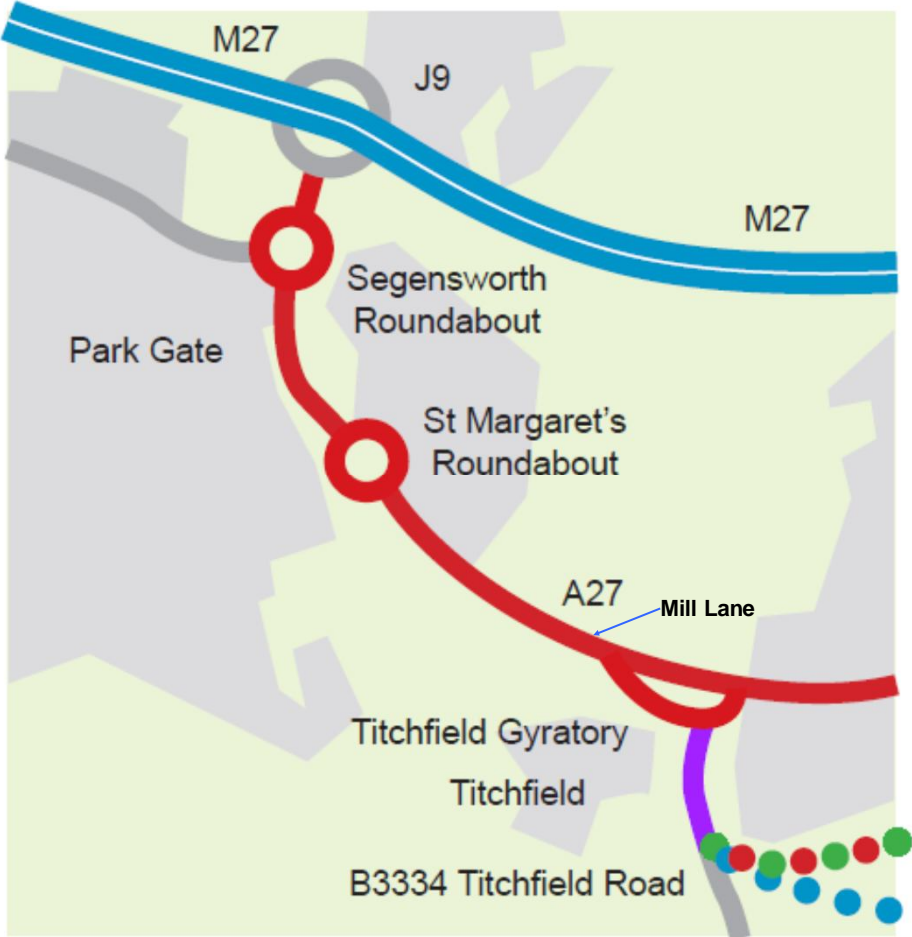 M27
J9
M27
Segensworth
Roundabout
Park Gate
St Margaret's
Roundabout
A27
Mill Lane
Titchfield Gyratory
Titchfield
B3334 Titchfield Road